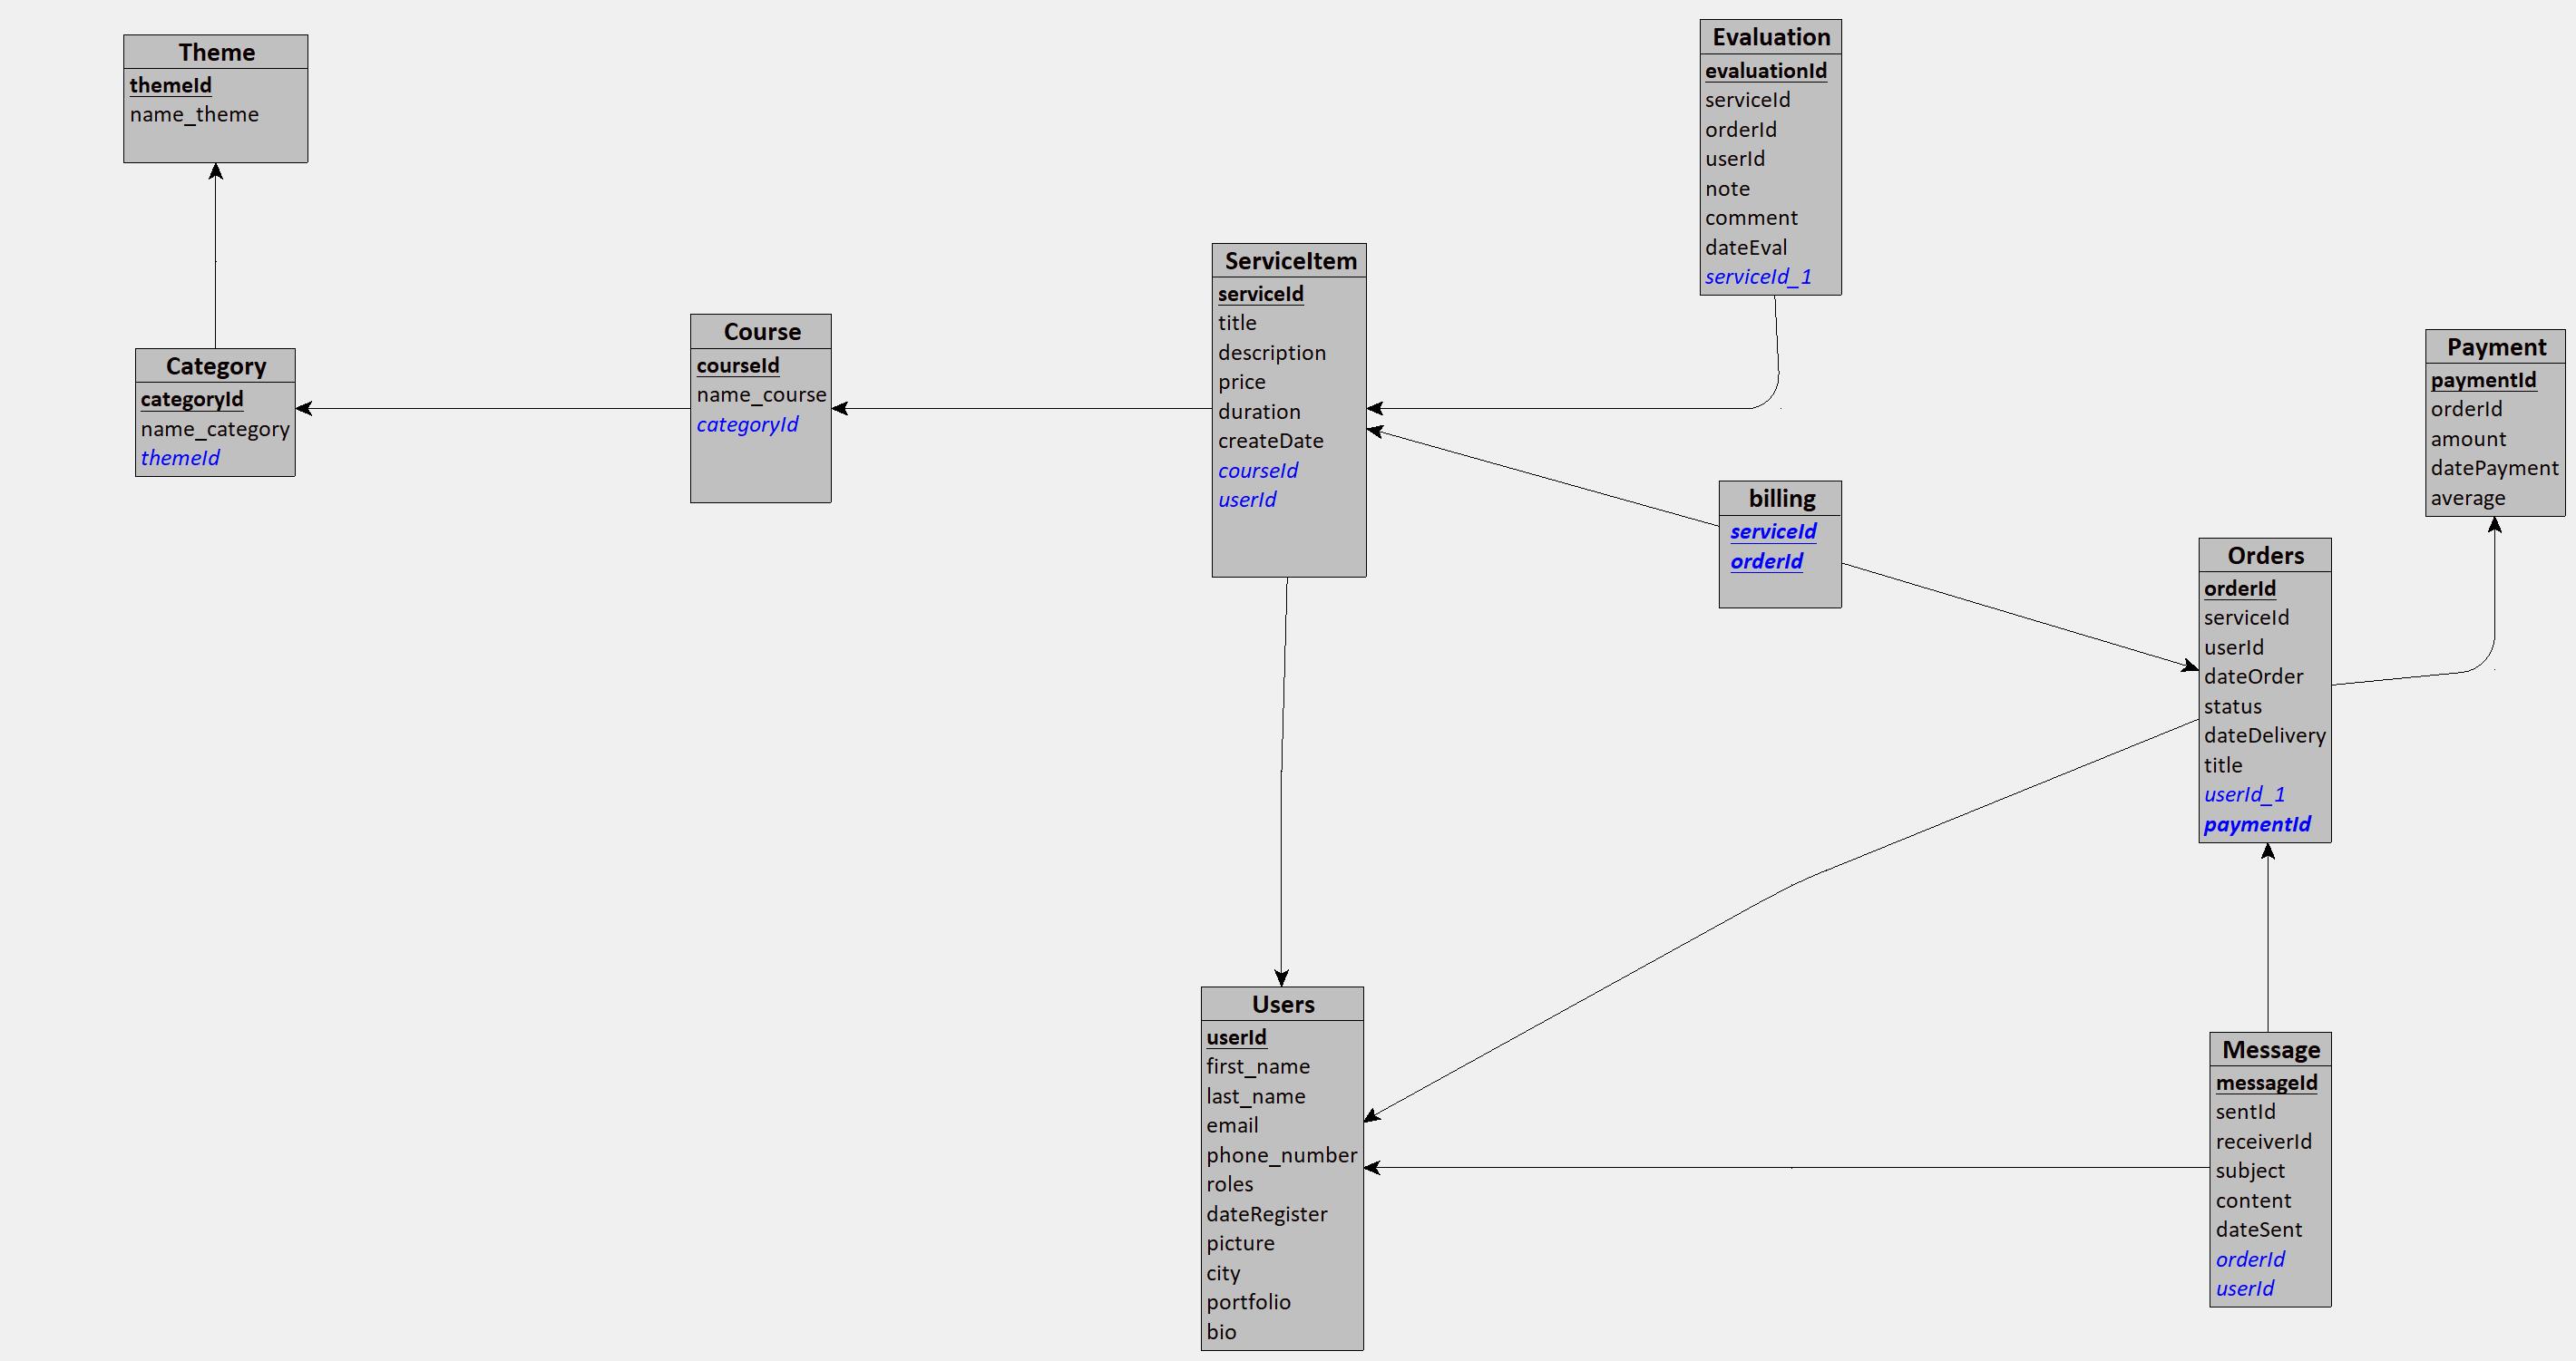 Theme
themeId
name_theme
Category
categoryId
name_category
themeId
Course
courseId
name_course
categoryId
ServiceItem
serviceId
title
description
price
duration
createDate
courseId
userId
Evaluation
evaluationId
serviceId
orderId
userId
note
comment
dateEval
serviceId_1
billing
serviceId
orderId
Payment
paymentId
orderId
amount
datePayment
average
Orders
orderId
serviceId
userId
dateOrder
status
dateDelivery
title
userId_1
paymentId
Users
userId
first_name
last_name
email
phone_number
roles
dateRegister
picture
city
portfolio
bio
Message
messageId
sentId
receiverId
subject
content
dateSent
orderId
userId